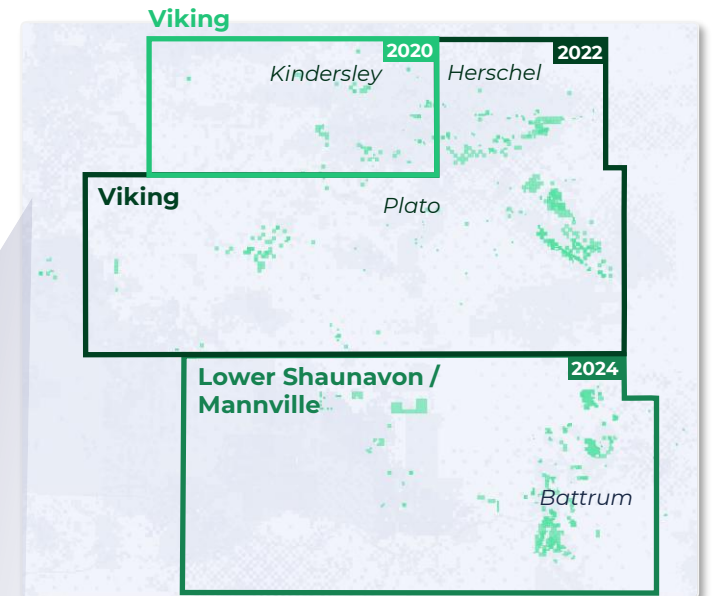 Viking
2020
2022
Kindersley
Herschel
Viking
Plato
Lower Shaunavon /
Mannville
2024
Battrum